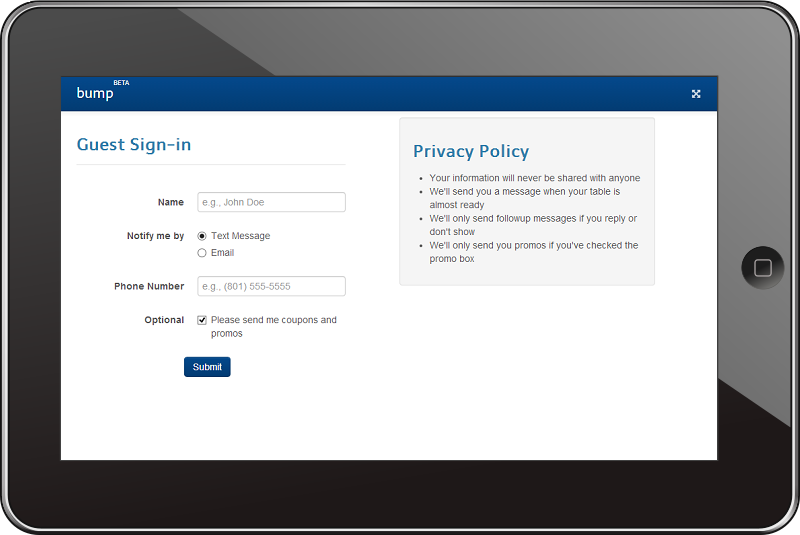 bump BETA
Guest Sign-in
Name e.g., John Doe
Notify me by Text Message
Email
Phone Number e.g., (801) 555-5555
Optional Please send me coupons and
promos
Submit
Privacy Policy
• Your information will never be shared with anyone
• We'll send you a message when your table is
almost ready
• We'll only send followup messages if you reply or
don't show
• We'll only send you promos if you've checked the
promo box